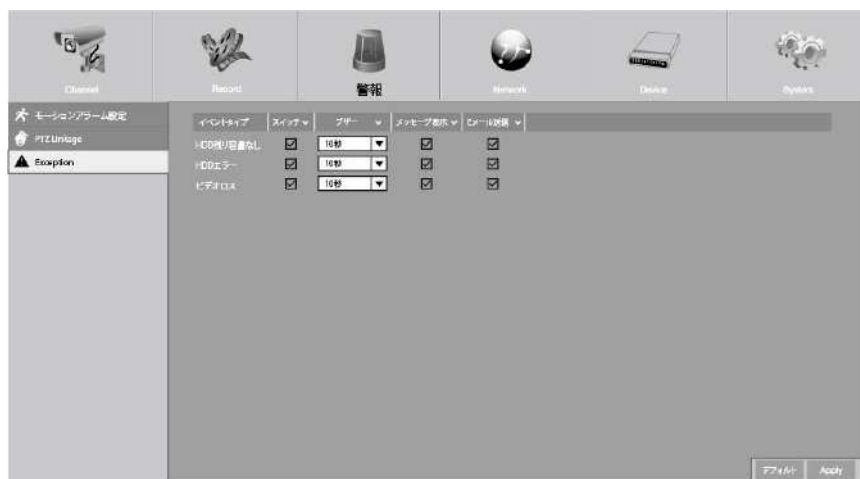 Channel
Record
警報
Network
Device
System
モーションアラーム設定
PTZ Linkage
Exception
イベントタイプ スイッチ ブザー メッセージ表示 Eメール送信
HDD残り容量なし 10秒
HDDエラー 10秒
ビデオロス 10秒
デフォルト Apply